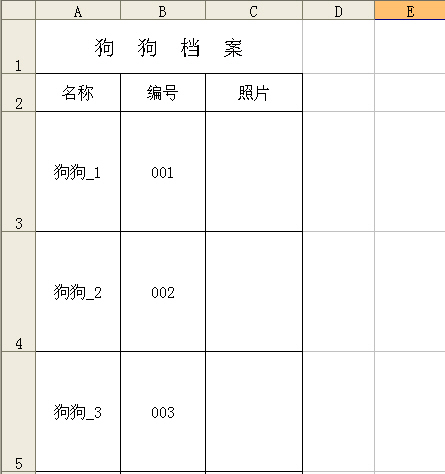 A B C D E
1 狗 狗 档 案
2 名称 编号 照片
3 狗狗_1 001
4 狗狗_2 002
5 狗狗_3 003